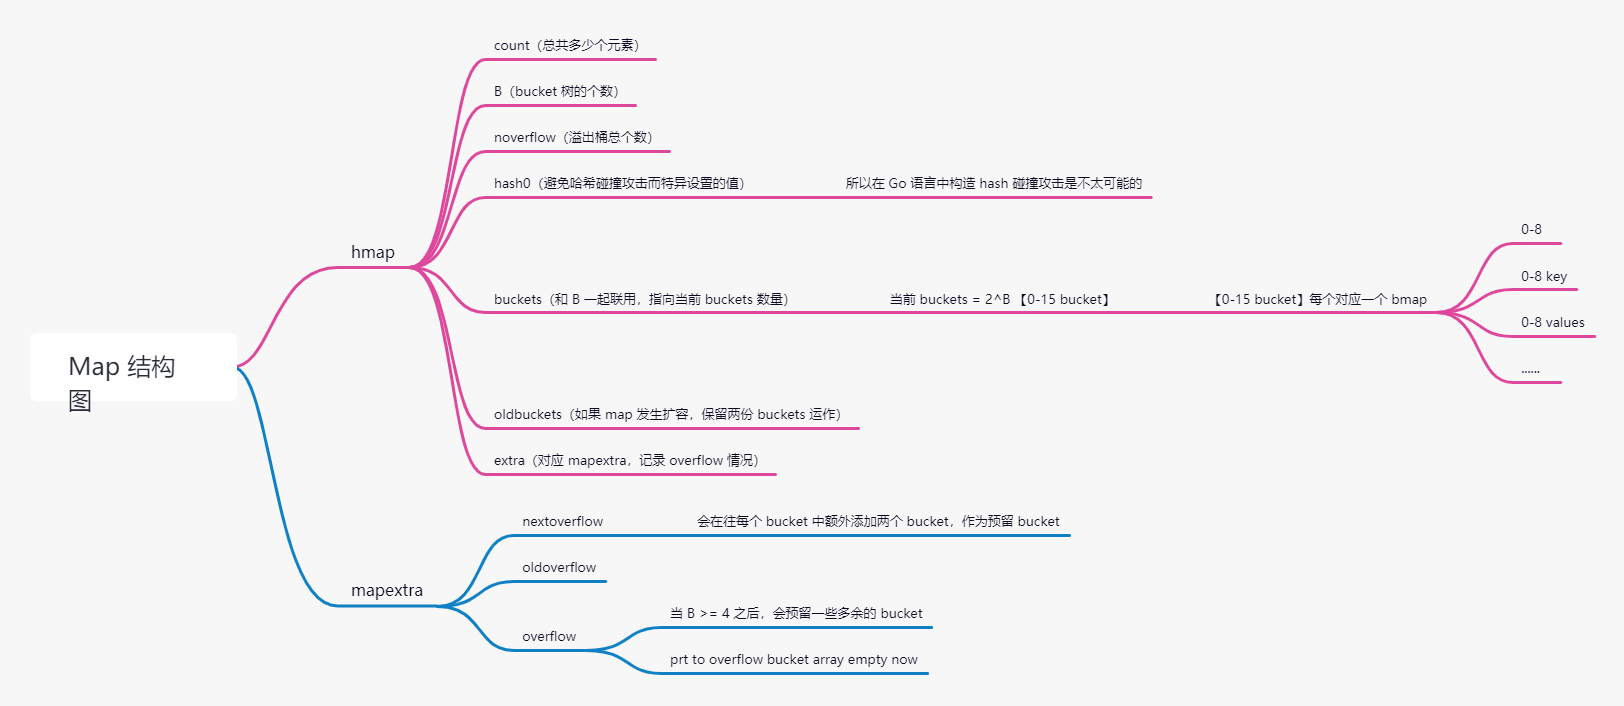 Map 结构
图
hmap
count（总共多少个元素）
B（bucket 树的个数）
noverflow（溢出桶总个数）
hash0（避免哈希碰撞攻击而特异设置的值）
所以在 Go 语言中构造 hash 碰撞攻击是不太可能的
buckets（和 B 一起联用，指向当前 buckets 数量）
当前 buckets = 2^B 【0-15 bucket】
【0-15 bucket】每个对应一个 bmap
0-8
0-8 key
0-8 values
......
oldbuckets（如果 map 发生扩容，保留两份 buckets 运作）
extra（对应 mapextra，记录 overflow 情况）
mapextra
nextoverflow
会在往每个 bucket 中额外添加两个 bucket，作为预留 bucket
oldoverflow
overflow
当 B >= 4 之后，会预留一些多余的 bucket
prt to overflow bucket array empty now